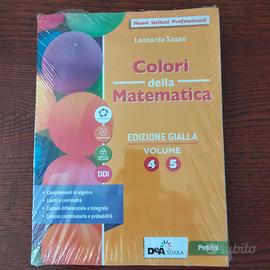 Nuovi Istituti Professionali
Leonardo Sasso
Colori
della
Matematica
EDIZIONE GIALLA
VOLUME
4 5
DDI
Complementi di algebra
Limiti e continuità
Calcolo differenziale e integrale
Calcolo combinatorio e probabilità
DeA SCUOLA
Petrini
subito